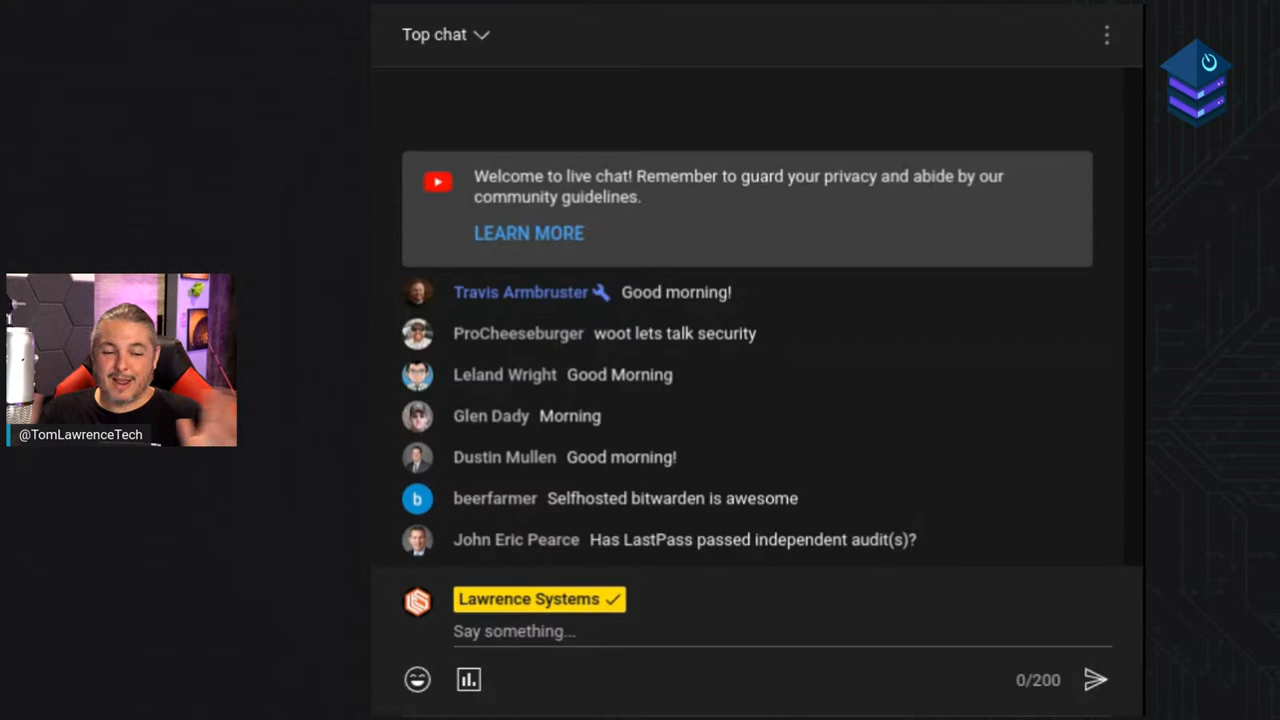 Top chat
Welcome to live chat! Remember to guard your privacy and abide by our
community guidelines.
LEARN MORE
Travis Armbruster Good morning!
ProCheeseburger woot lets talk security
Leland Wright Good Morning
Glen Dady Morning
Dustin Mullen Good morning!
b beerfarmer Selfhosted bitwarden is awesome
John Eric Pearce Has LastPass passed independent audit(s)?
Lawrence Systems
Say something...
0/200
@TomLawrenceTech